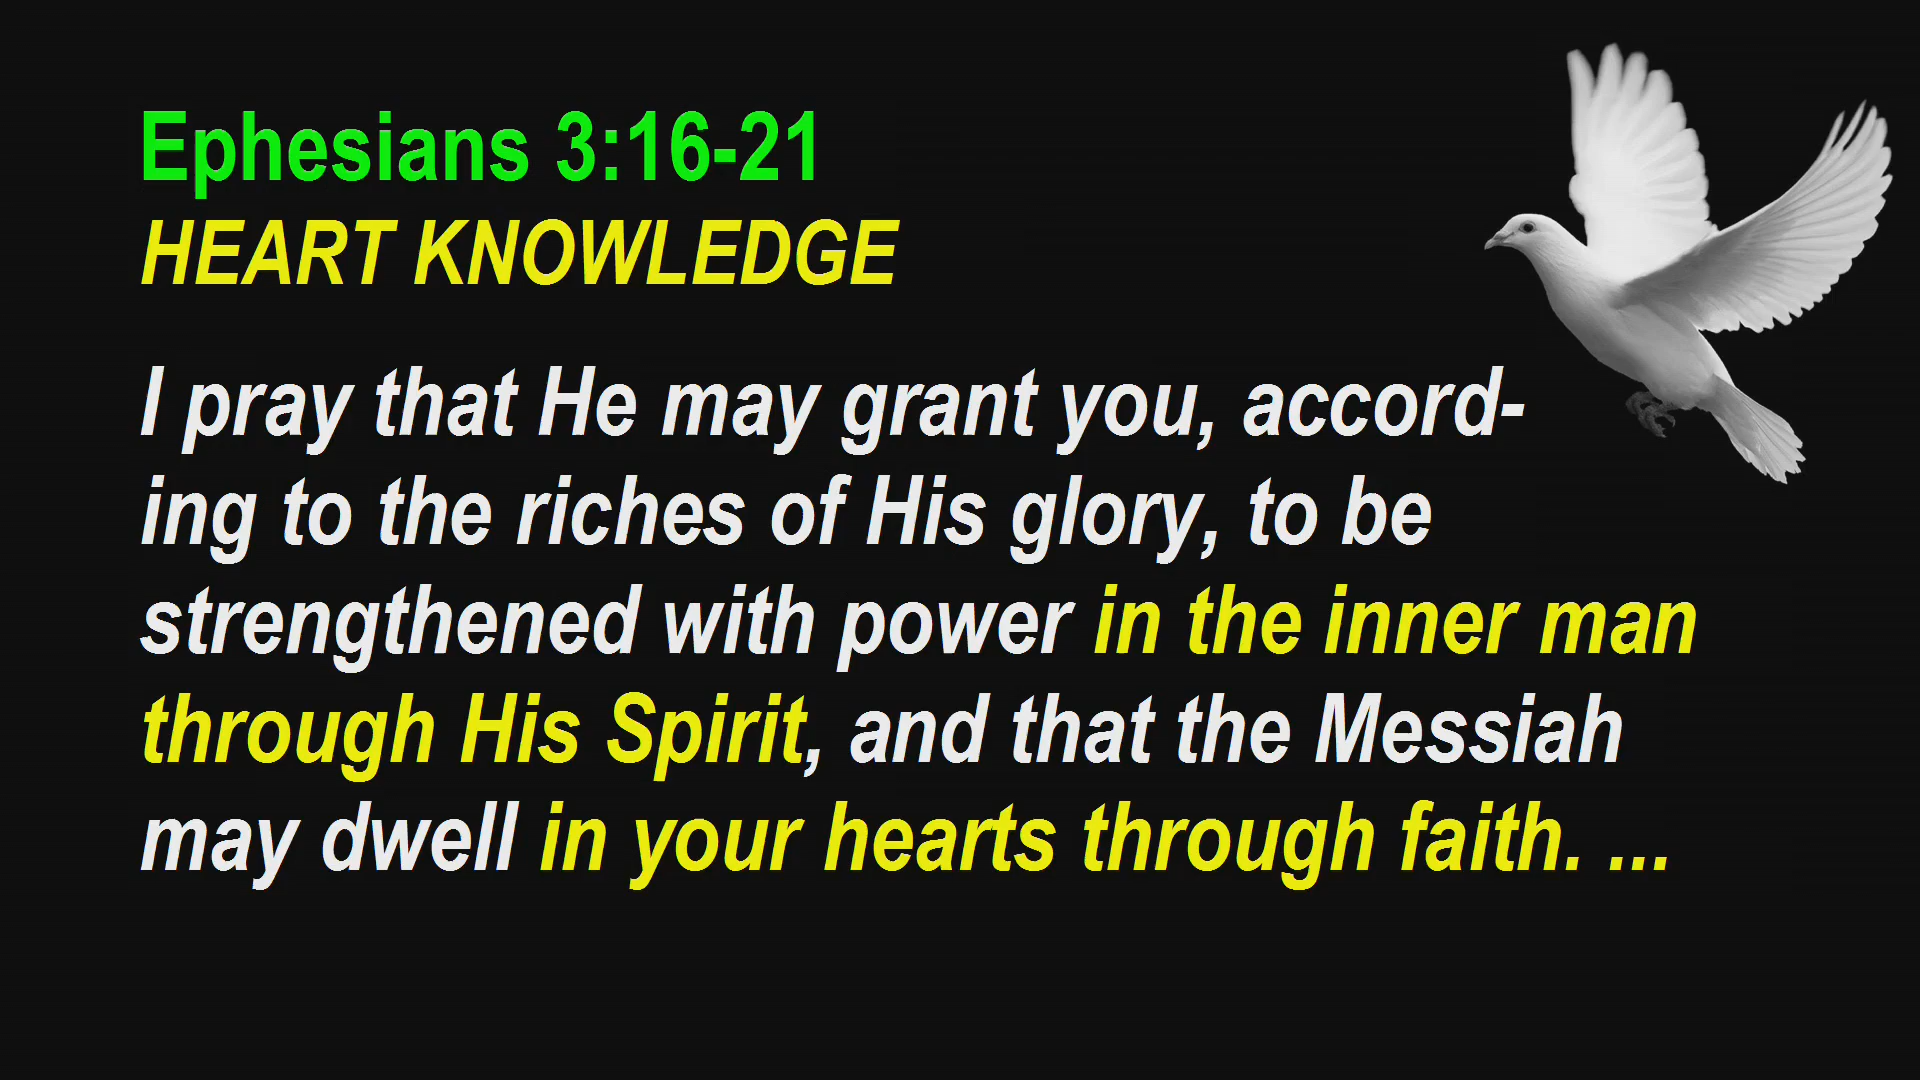 Ephesians 3:16-21
HEART KNOWLEDGE
I pray that He may grant you, accord-
ing to the riches of His glory, to be
strengthened with power in the inner man
through His Spirit, and that the Messiah
may dwell in your hearts through faith. ...